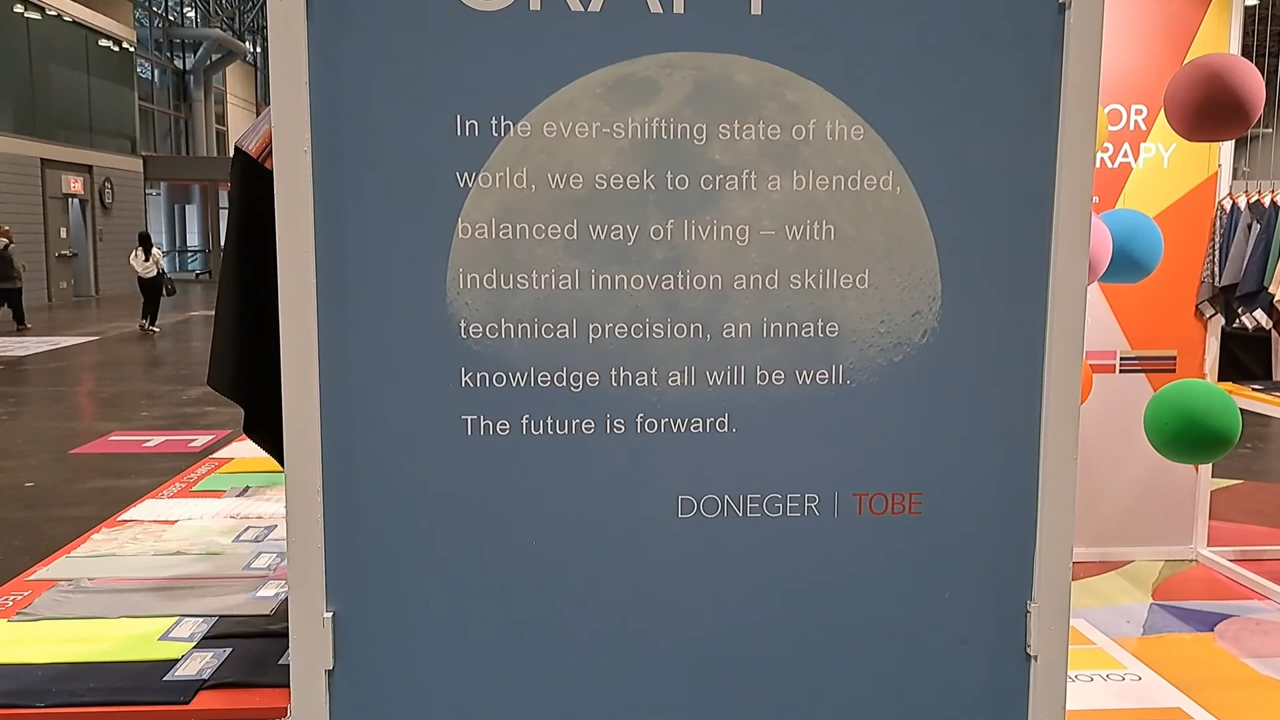 CRAFT
In the ever-shifting state of the
world, we seek to craft a blended,
balanced way of living – with
industrial innovation and skilled
technical precision, an innate
knowledge that all will be well.
The future is forward.
DONEGER | TOBE
Exit
OR
RAPY
COLOR